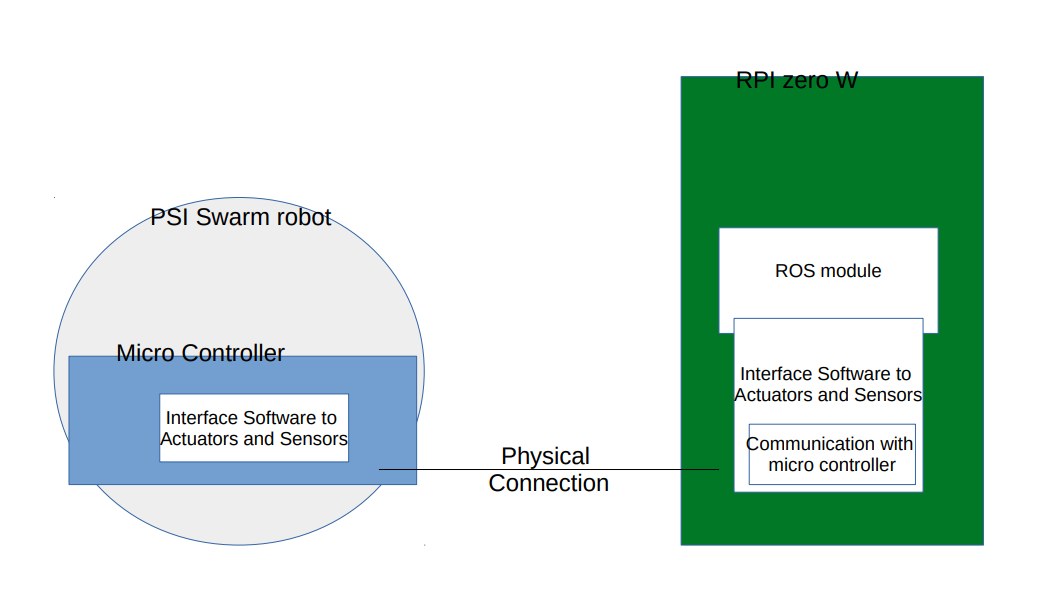 RPI zero W
PSI Swarm robot
ROS module
Micro Controller
Interface Software to
Actuators and Sensors
Interface Software to
Actuators and Sensors
Communication with
micro controller
Physical
Connection